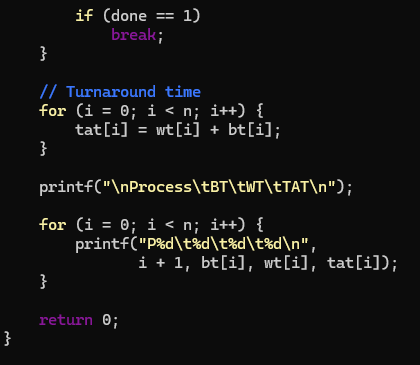 if (done == 1)
            break;
    }

    // Turnaround time
    for (i = 0; i < n; i++) {
        tat[i] = wt[i] + bt[i];
    }

    printf("\nProcess\tBT\tWT\tTAT\n");

    for (i = 0; i < n; i++) {
        printf("P%d\t%d\t%d\t%d\n",
               i + 1, bt[i], wt[i], tat[i]);
    }

    return 0;
}